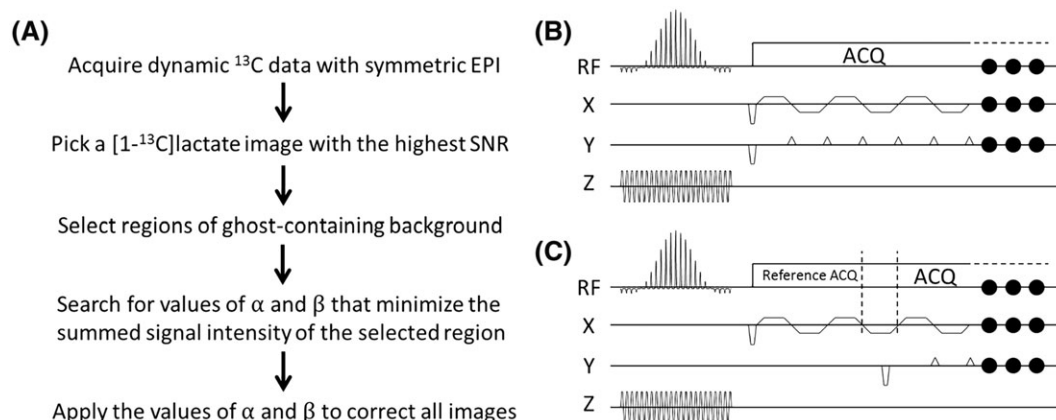 (A)
Acquire dynamic ¹³C data with symmetric EPI
Pick a [1-¹³C]lactate image with the highest SNR
Select regions of ghost-containing background
Search for values of α and β that minimize the
summed signal intensity of the selected region
Apply the values of α and β to correct all images
(B)
RF
ACQ
X
Y
Z
(C)
RF
Reference ACQ
ACQ
X
Y
Z